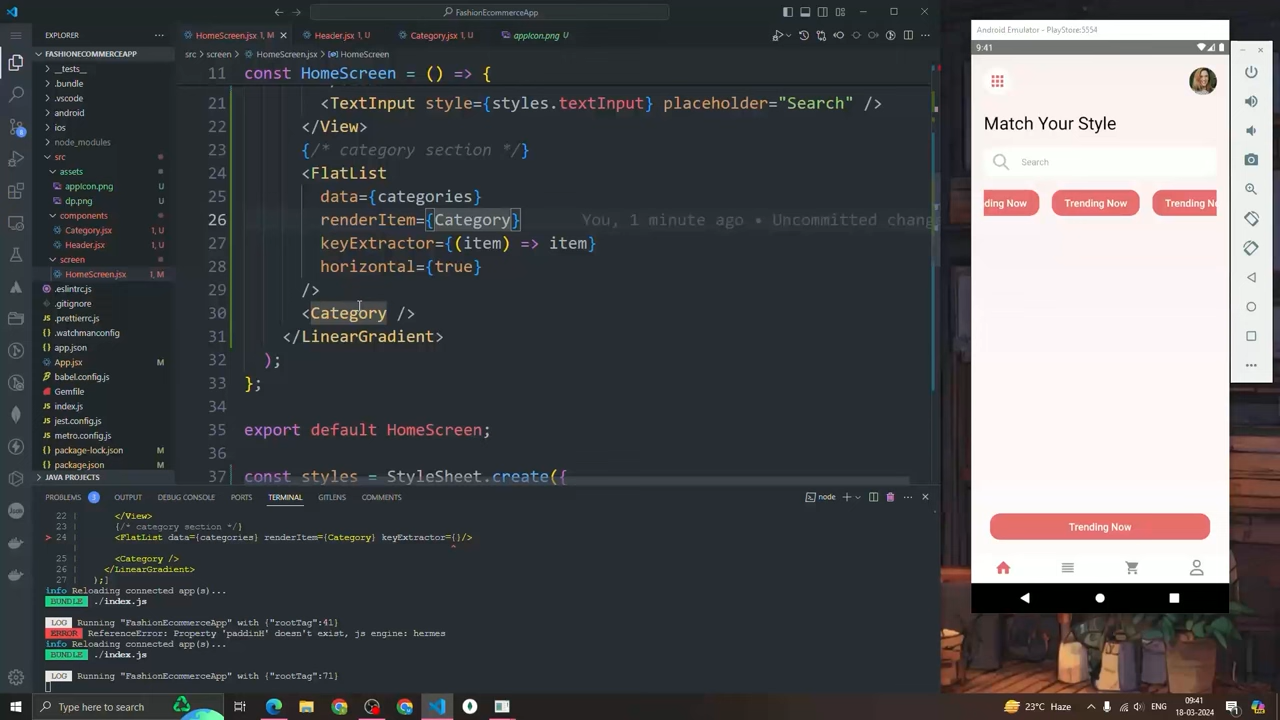 FashionEcommerceApp
EXPLORER
HomeScreen.jsx 1, M
Header.jsx 1, U
Category.jsx 1, U
appIcon.png U
FASHIONECOMMERCEAPP
__tests__
.bundle
.vscode
android
ios
node_modules
src
assets
appIcon.png U
dp.png U
components
Category.jsx 1, U
Header.jsx 1, U
screen
HomeScreen.jsx 1, M
.eslintrc.js
.gitignore
.prettierrc.js
.watchmanconfig
app.json
App.jsx M
babel.config.js
Gemfile
index.js
jest.config.js
metro.config.js
package-lock.json M
package.json M
JAVA PROJECTS
src > screen > HomeScreen.jsx > HomeScreen
11 const HomeScreen = () => {
21 <TextInput style={styles.textInput} placeholder="Search" />
22 </View>
23 {/* category section */}
24 <FlatList
25 data={categories}
26 renderItem={Category} You, 1 minute ago • Uncommitted chang
27 keyExtractor={(item) => item}
28 horizontal={true}
29 />
30 <Category />
31 </LinearGradient>
32 );
33 };
34
35 export default HomeScreen;
36
37 const styles = StyleSheet.create({
PROBLEMS 3 OUTPUT DEBUG CONSOLE PORTS TERMINAL GITLENS COMMENTS
node
22 | </View>
23 | {/* category section */}
> 24 | <FlatList data={categories} renderItem={Category} keyExtractor={}/>
| ^
25 | <Category />
26 | </LinearGradient>
27 | );]
info Reloading connected app(s)...
BUNDLE ./index.js
LOG Running "FashionEcommerceApp" with {"rootTag":41}
ERROR ReferenceError: Property 'paddinH' doesn't exist, js engine: hermes
info Reloading connected app(s)...
BUNDLE ./index.js
LOG Running "FashionEcommerceApp" with {"rootTag":71}
Android Emulator - PlayStore:5554
9:41
Match Your Style
Search
ding Now
Trending Now
Trending No
Trending Now
Type here to search
23°C Haze
ENG
09:41
18-03-2024